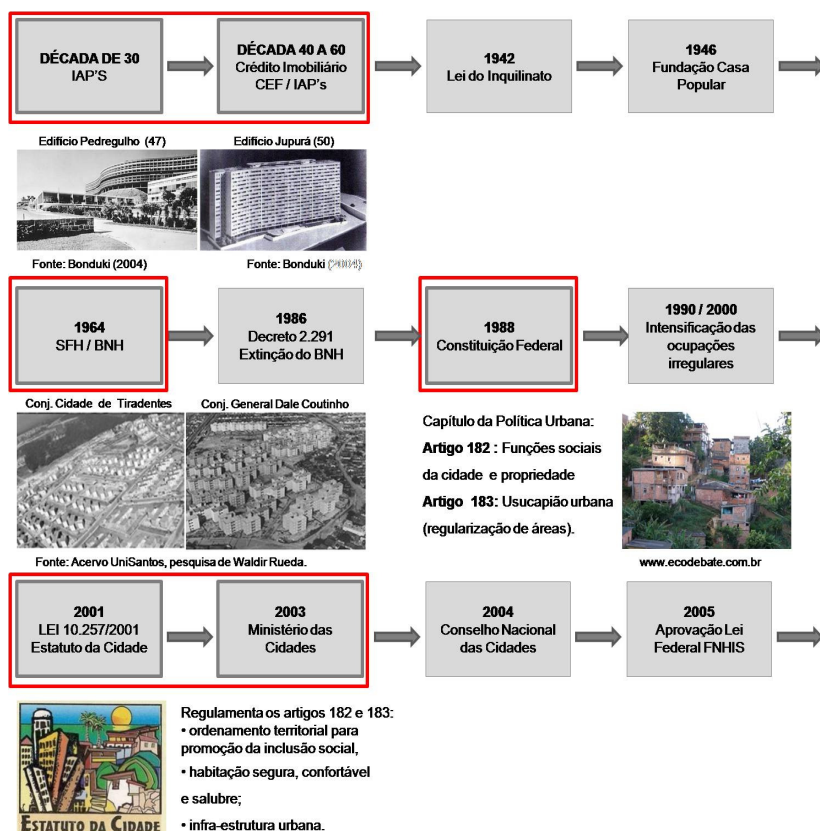 DÉCADA DE 30
IAP'S
DÉCADA 40 A 60
Crédito Imobiliário
CEF / IAP's
1942
Lei do Inquilinato
1946
Fundação Casa
Popular
Edifício Pedregulho (47)
Edifício Jupurá (50)
Fonte: Bonduki (2004)
Fonte: Bonduki (2004)
1964
SFH / BNH
1986
Decreto 2.291
Extinção do BNH
1988
Constituição Federal
1990 / 2000
Intensificação das
ocupações
irregulares
Conj. Cidade de Tiradentes
Conj. General Dale Coutinho
Capítulo da Política Urbana:
Artigo 182 : Funções sociais
da cidade e propriedade
Artigo 183: Usucapião urbana
(regularização de áreas).
Fonte: Acervo UniSantos, pesquisa de Waldir Rueda.
www.ecodebate.com.br
2001
LEI 10.257/2001
Estatuto da Cidade
2003
Ministério das
Cidades
2004
Conselho Nacional
das Cidades
2005
Aprovação Lei
Federal FNHIS
ESTATUTO DA CIDADE
Regulamenta os artigos 182 e 183:
• ordenamento territorial para
promoção da inclusão social,
• habitação segura, confortável
e salubre;
• infra-estrutura urbana.